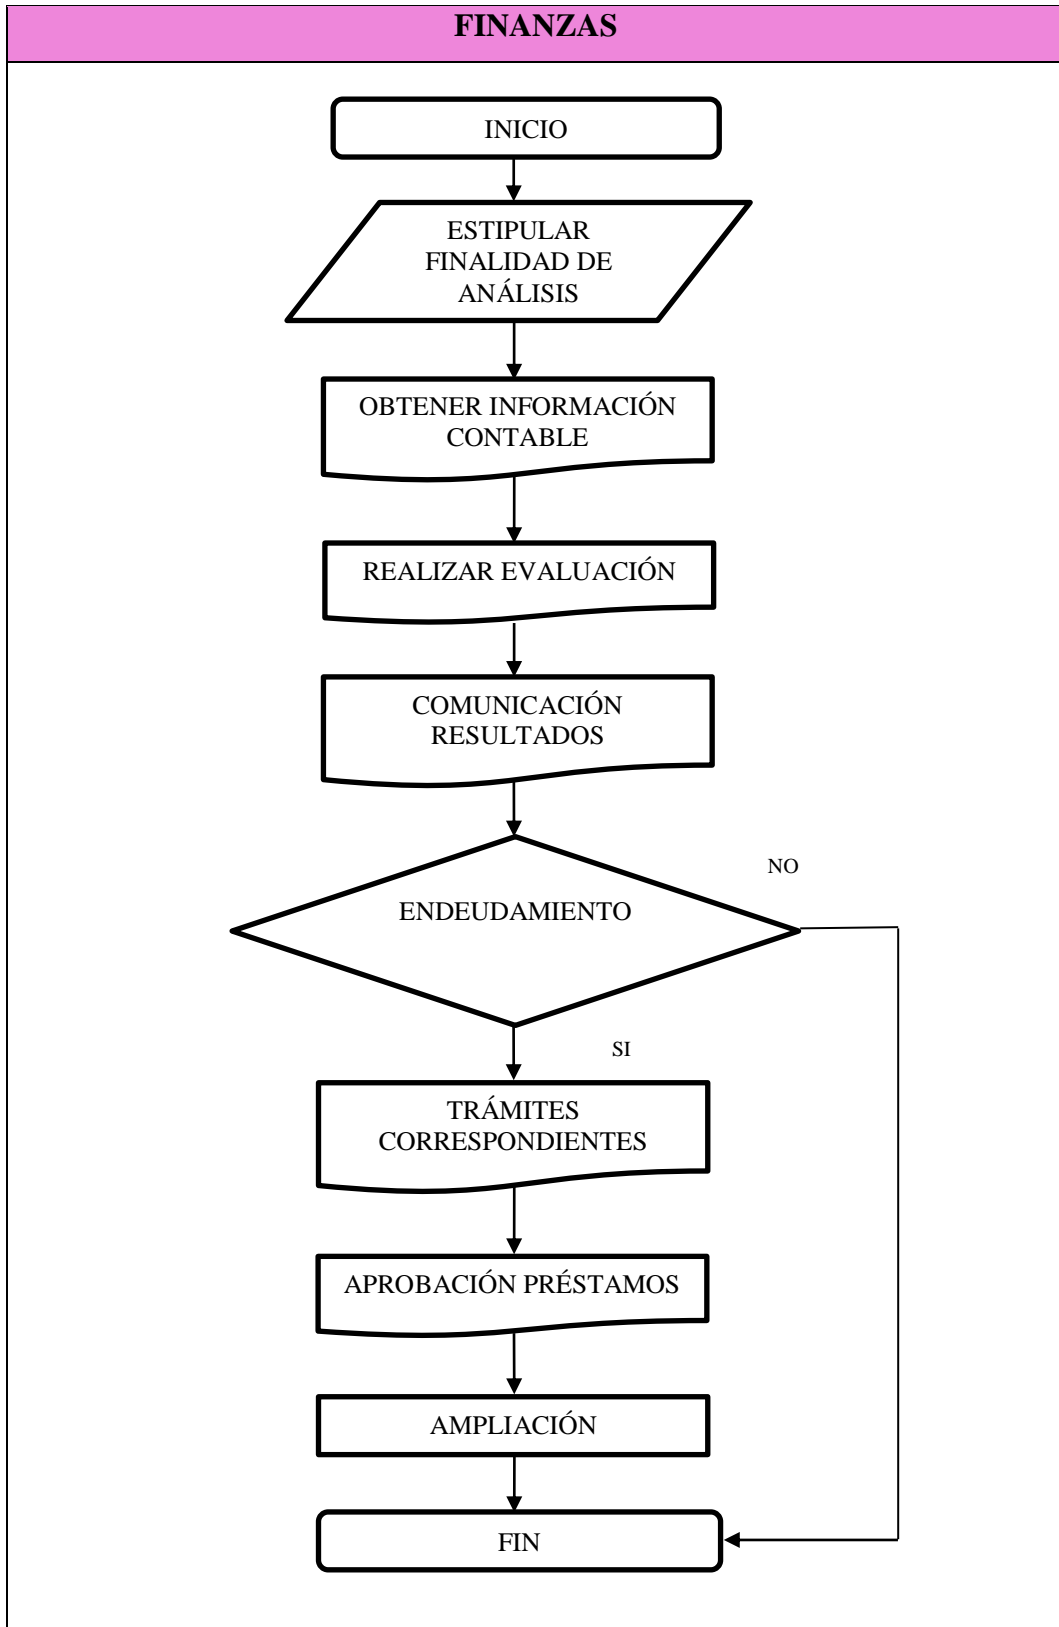 FINANZAS
INICIO
ESTIPULAR
FINALIDAD DE
ANÁLISIS
OBTENER INFORMACIÓN
CONTABLE
REALIZAR EVALUACIÓN
COMUNICACIÓN
RESULTADOS
NO
ENDEUDAMIENTO
SI
TRÁMITES
CORRESPONDIENTES
APROBACIÓN PRÉSTAMOS
AMPLIACIÓN
FIN